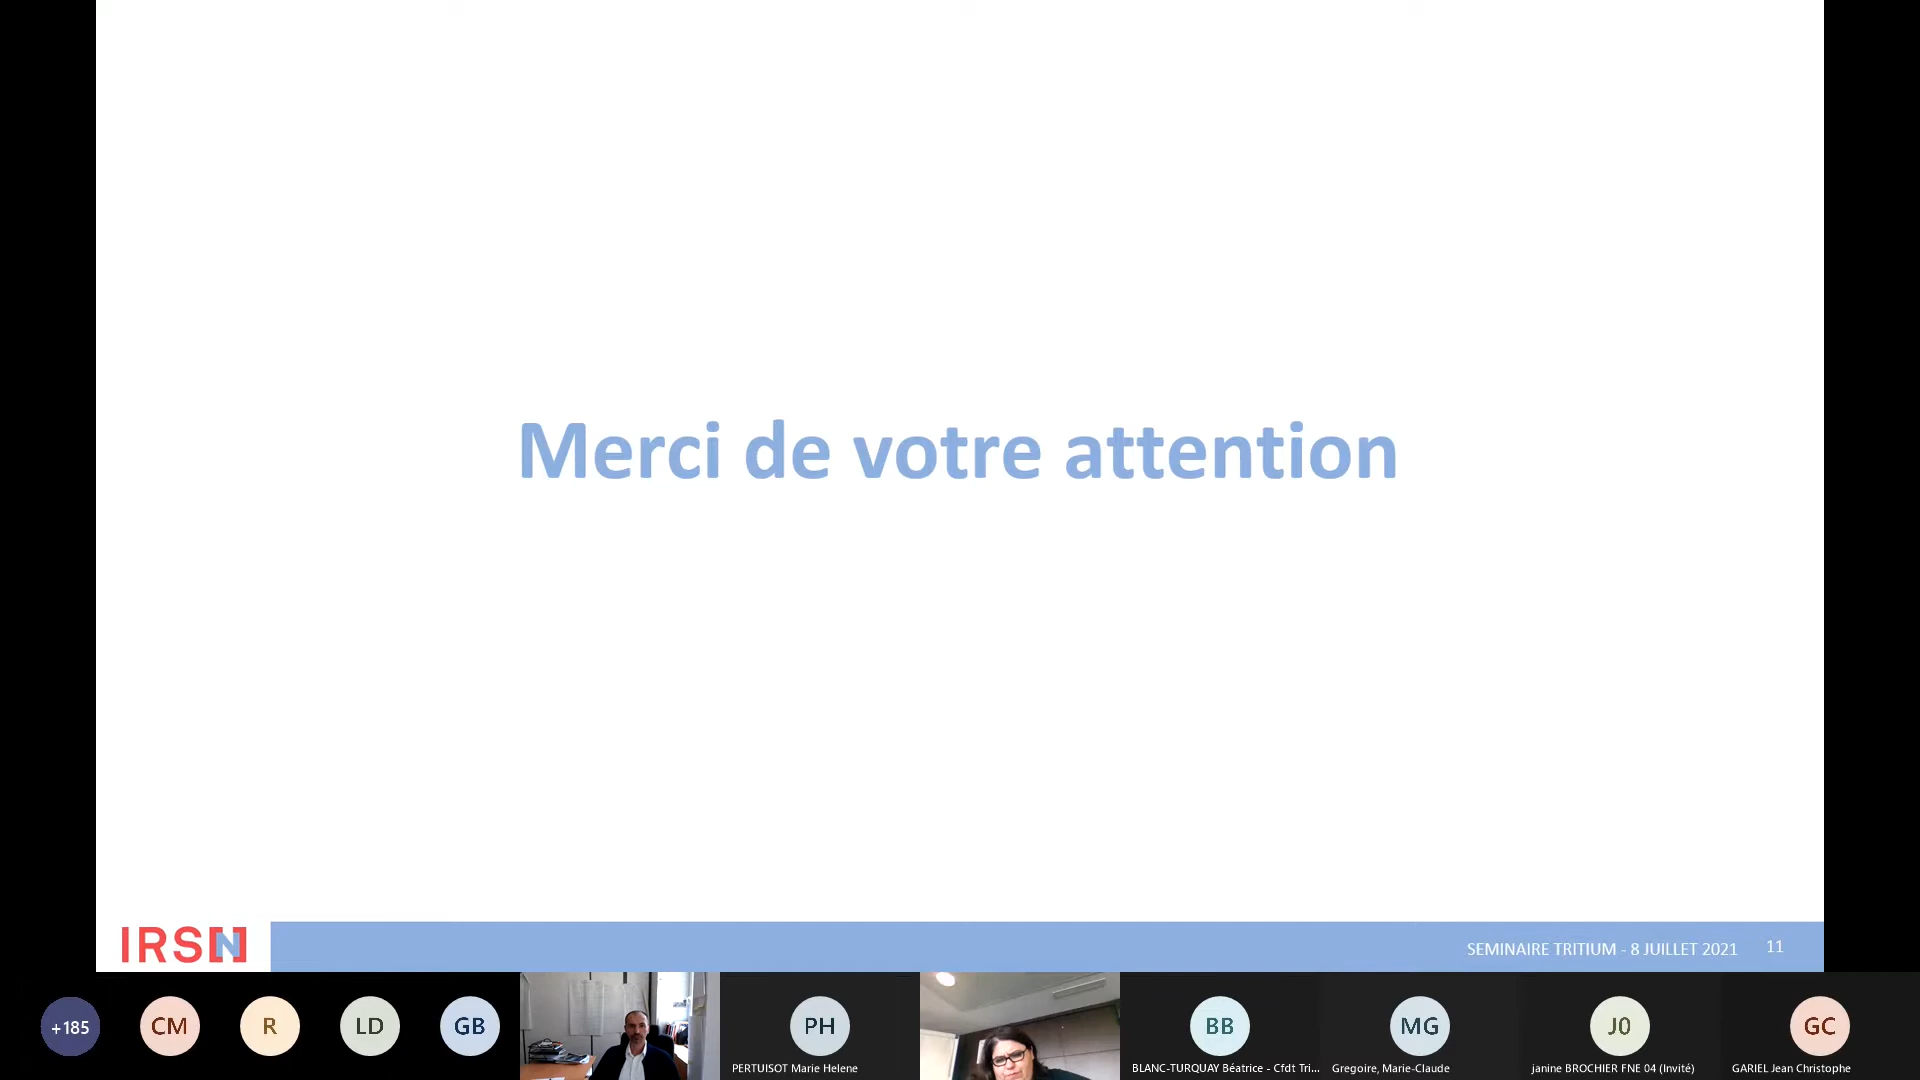 Merci de votre attention
IRSN
SEMINAIRE TRITIUM - 8 JUILLET 2021
11
+185
CM
R
LD
GB
PH
BB
MG
J0
GC
PERTUISOT Marie Helene
BLANC-TURQUAY Béatrice - Cfdt Tri...
Gregoire, Marie-Claude
janine BROCHIER FNE 04 (Invité)
GARIEL Jean Christophe